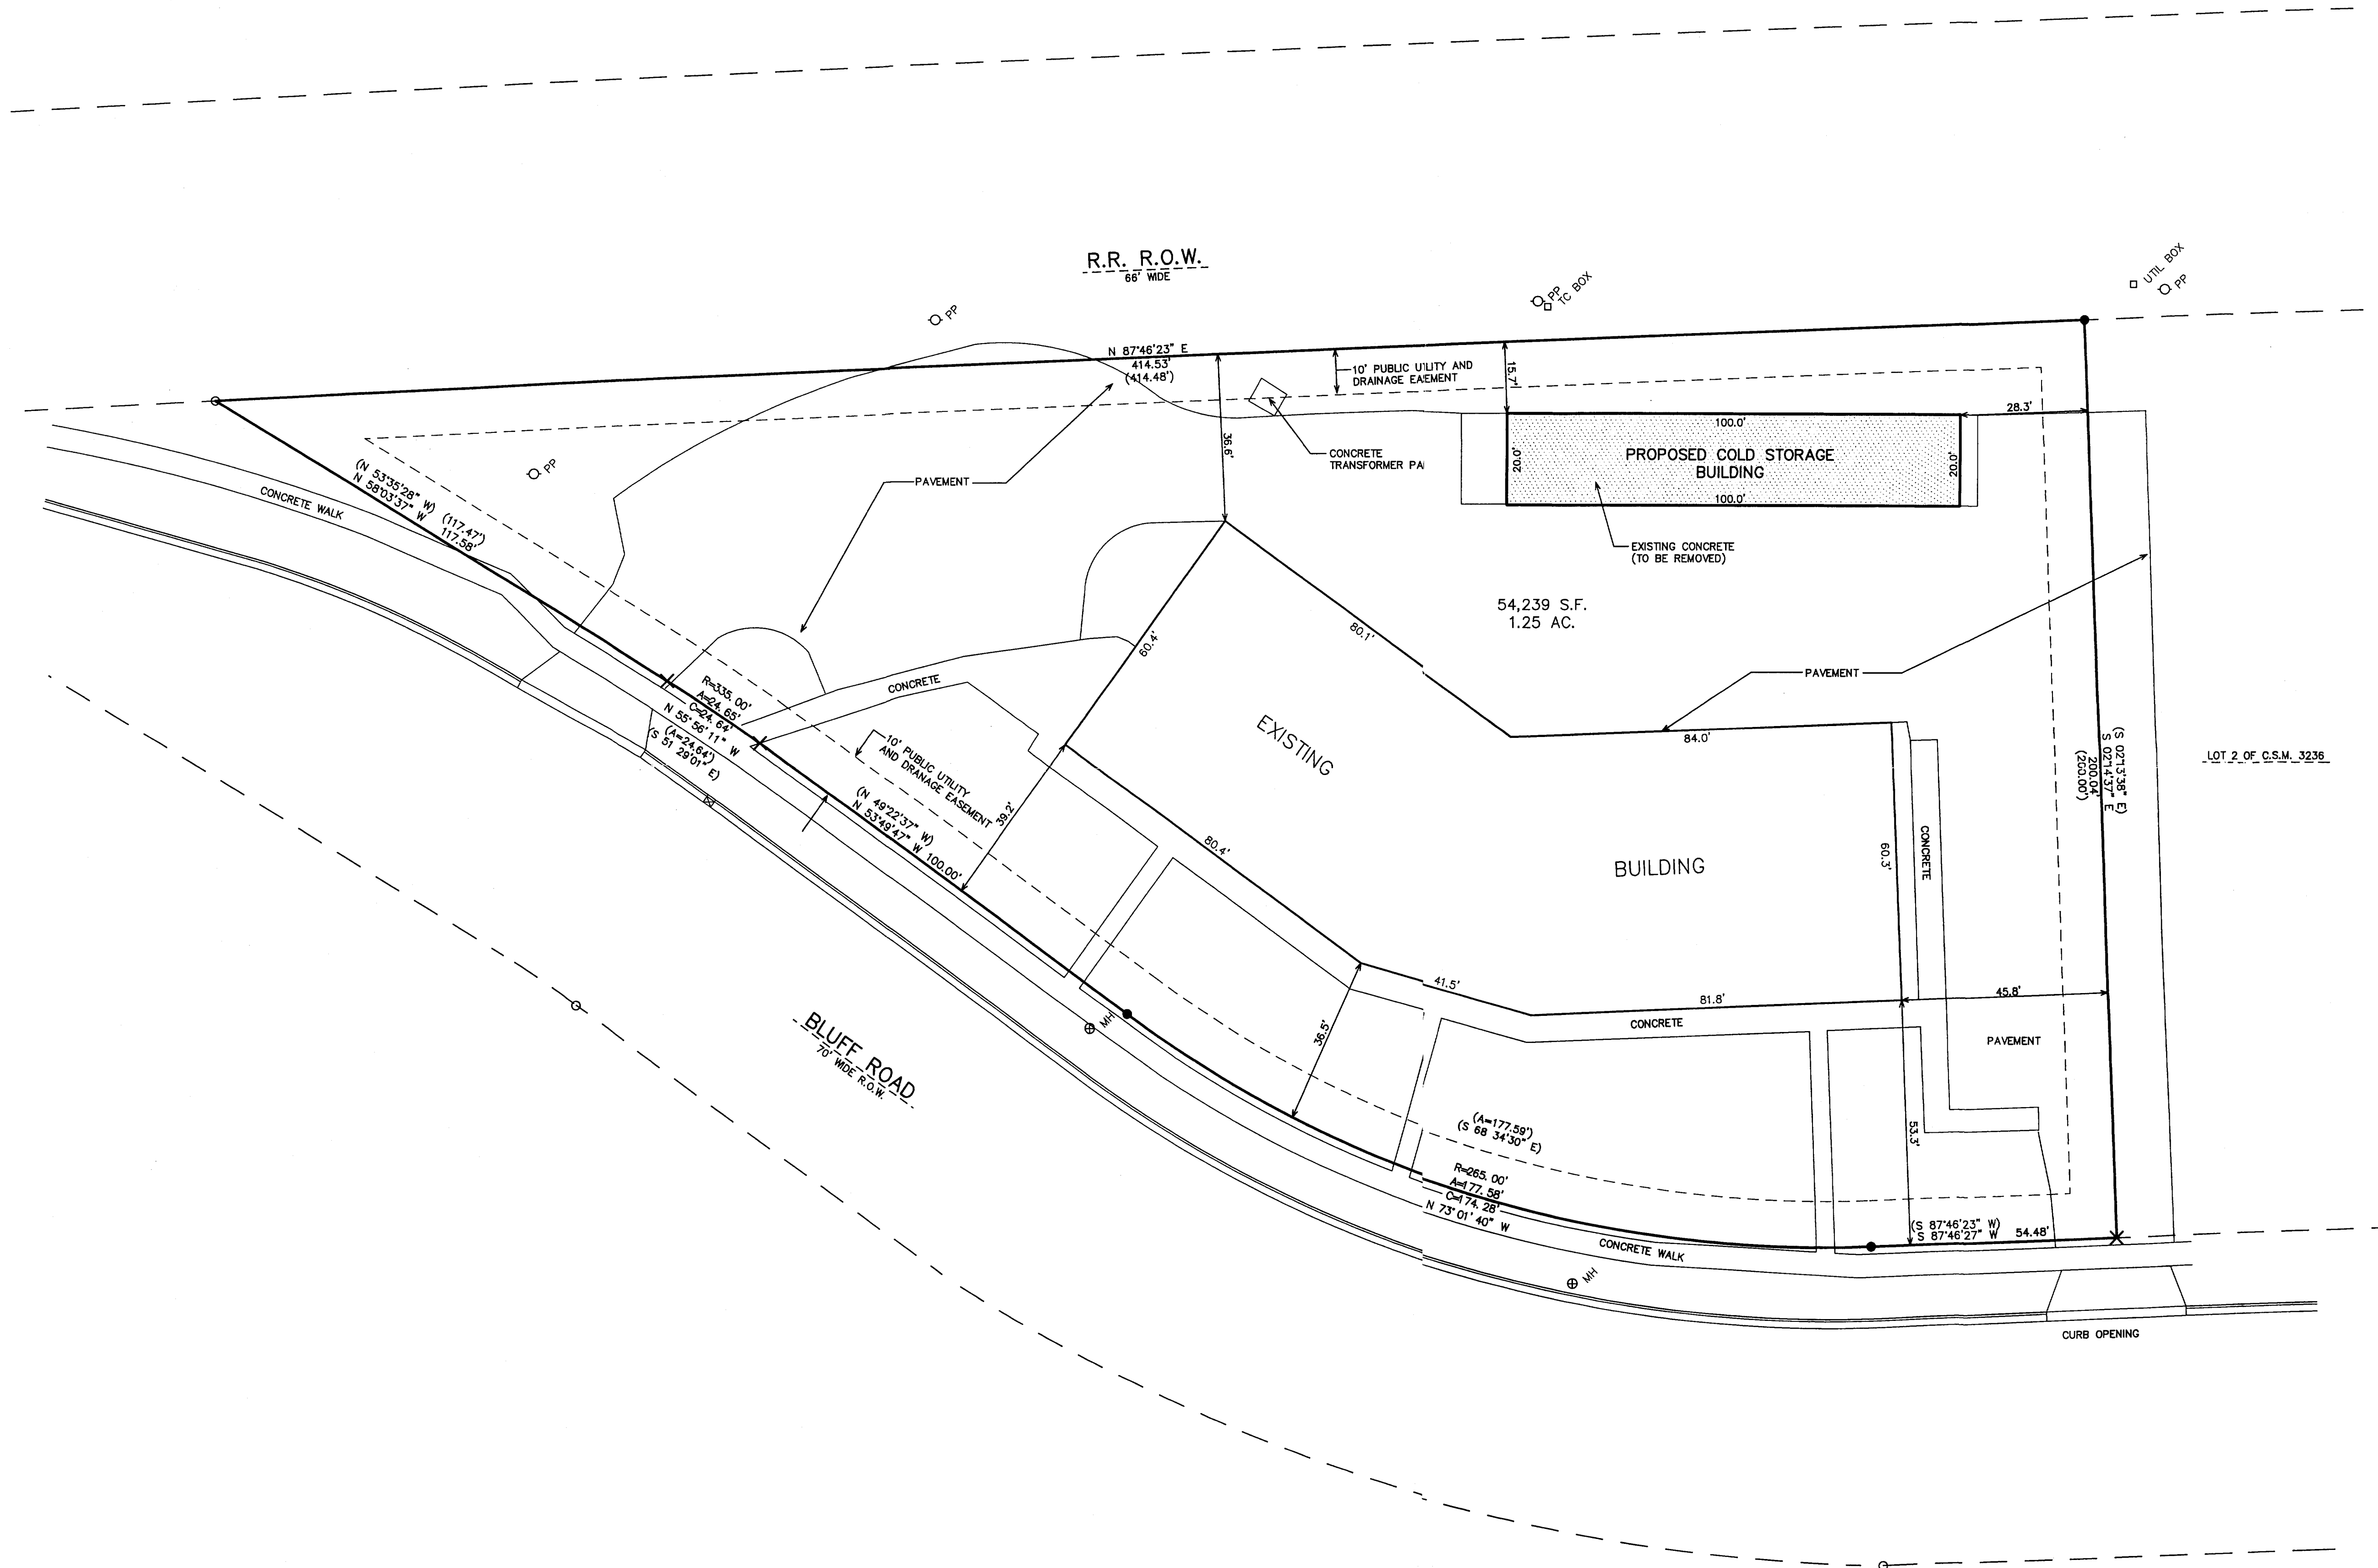 R.R. R.O.W.
66' WIDE
PP
PP
TC BOX
UTIL BOX
PP
N 87°46'23" E
414.53'
(414.48')
10' PUBLIC UTILITY AND
DRAINAGE EASEMENT
15.7'
28.3'
100.0'
20.0'
PROPOSED COLD STORAGE
BUILDING
20.0'
100.0'
36.6'
CONCRETE
TRANSFORMER PA
PAVEMENT
PP
(N 53°35'28" W) (117.47')
N 58°03'37" W 117.58'
CONCRETE WALK
EXISTING CONCRETE
(TO BE REMOVED)
54,239 S.F.
1.25 AC.
80.1'
60.4'
PAVEMENT
CONCRETE
R=335.00'
A=24.65'
C=24.64'
N 55°56'11" W
(A=24.64')
(S 51 29'01" E)
10' PUBLIC UTILITY
AND DRANAGE EASEMENT
(N 49°22'37" W)
N 53°49'47" W 100.00'
39.2'
EXISTING
84.0'
BUILDING
60.3'
CONCRETE
(S 02°13'38" E)
S 02°14'37" E
200.04'
(200.00')
LOT 2 OF C.S.M. 3236
80.4'
41.5'
81.8'
45.8'
CONCRETE
PAVEMENT
36.5'
53.3'
MH
BLUFF ROAD
70' WIDE R.O.W.
(A=177.59')
(S 68 34'30" E)
R=265.00'
A=177.58'
C=174.28'
N 73°01'40" W
CONCRETE WALK
MH
(S 87°46'23" W)
S 87°46'27" W 54.48'
CURB OPENING